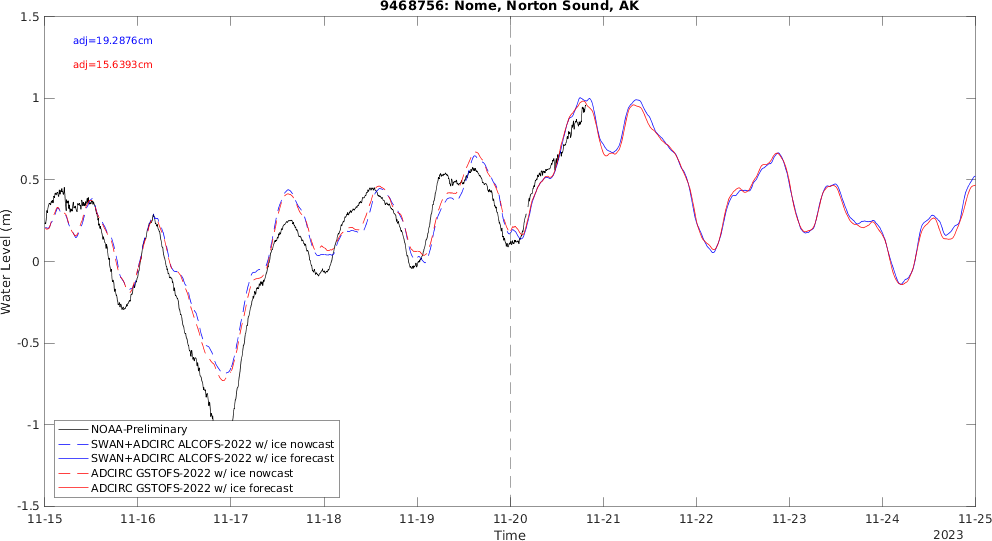 9468756: Nome, Norton Sound, AK
1.5
adj=19.2876cm
adj=15.6393cm
1
0.5
0
-0.5
-1
-1.5
Water Level (m)
NOAA-Preliminary
SWAN+ADCIRC ALCOFS-2022 w/ ice nowcast
SWAN+ADCIRC ALCOFS-2022 w/ ice forecast
ADCIRC GSTOFS-2022 w/ ice nowcast
ADCIRC GSTOFS-2022 w/ ice forecast
11-15 11-16 11-17 11-18 11-19 11-20 11-21 11-22 11-23 11-24 11-25
Time 2023